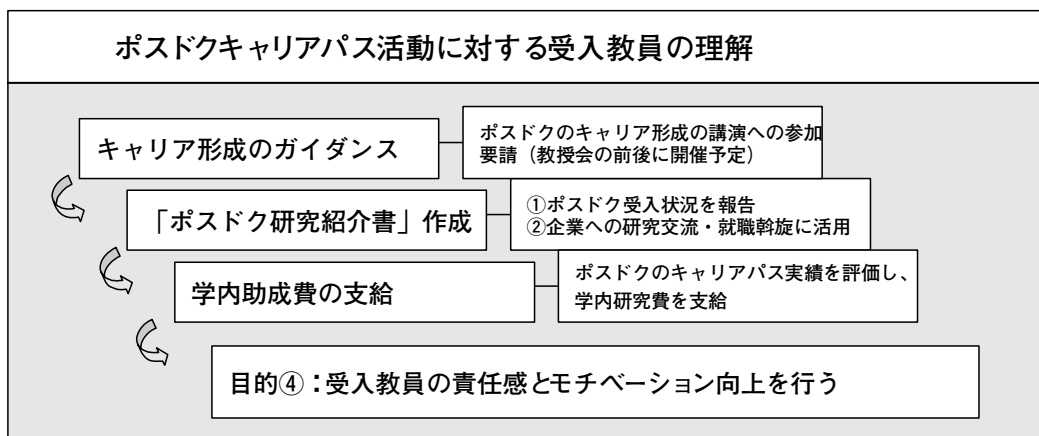 ポスドクキャリアパス活動に対する受入教員の理解
キャリア形成のガイダンス
ポスドクのキャリア形成の講演への参加
要請（教授会の前後に開催予定）
「ポスドク研究紹介書」作成
①ポスドク受入状況を報告
②企業への研究交流・就職斡旋に活用
学内助成費の支給
ポスドクのキャリアパス実績を評価し、
学内研究費を支給
目的④：受入教員の責任感とモチベーション向上を行う